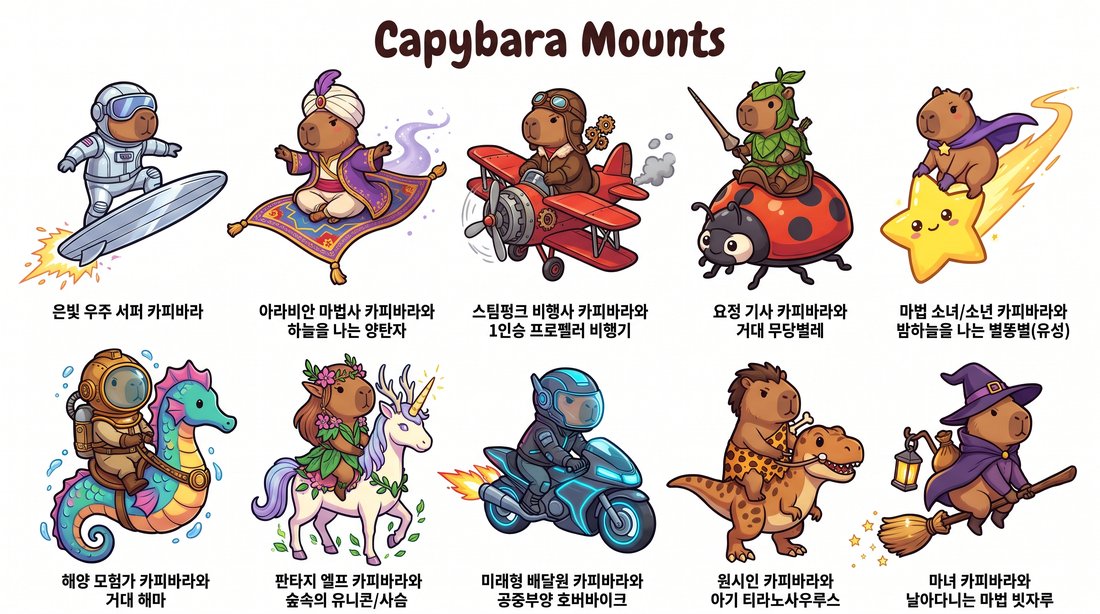 Capybara Mounts
은빛 우주 서퍼 카피바라
아라비안 마법사 카피바라와
하늘을 나는 양탄자
스팀펑크 비행사 카피바라와
1인승 프로펠러 비행기
요정 기사 카피바라와
거대 무당벌레
마법 소녀/소년 카피바라와
밤하늘을 나는 별똥별(유성)
해양 모험가 카피바라와
거대 해마
판타지 엘프 카피바라와
숲속의 유니콘/사슴
미래형 배달원 카피바라와
공중부양 호버바이크
원시인 카피바라와
아기 티라노사우루스
마녀 카피바라와
날아다니는 마법 빗자루